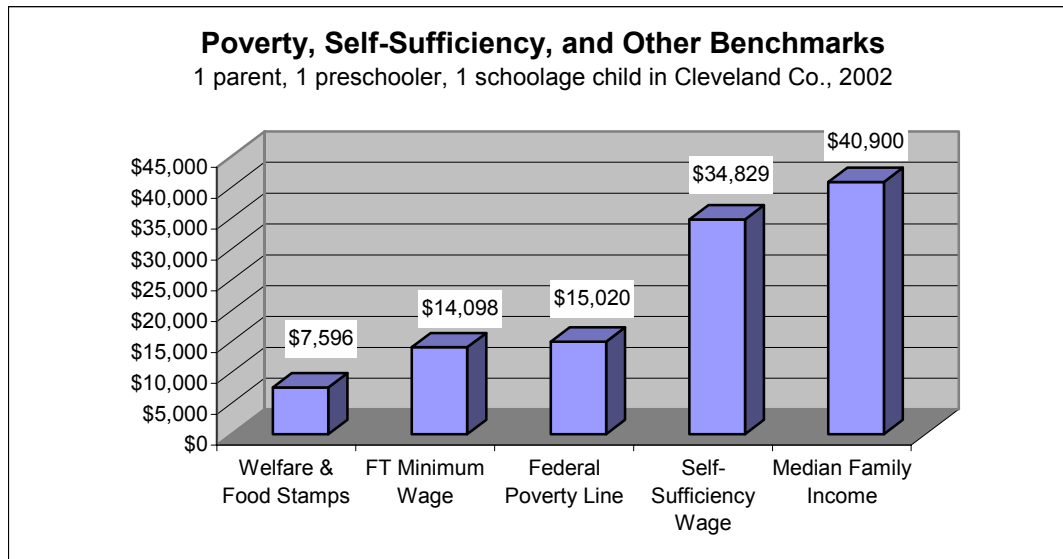 Poverty, Self-Sufficiency, and Other Benchmarks
1 parent, 1 preschooler, 1 schoolage child in Cleveland Co., 2002
$45,000
$40,000
$35,000
$30,000
$25,000
$20,000
$15,000
$10,000
$5,000
$0
$7,596
$14,098
$15,020
$34,829
$40,900
Welfare &
Food Stamps
FT Minimum
Wage
Federal
Poverty Line
Self-
Sufficiency
Wage
Median Family
Income